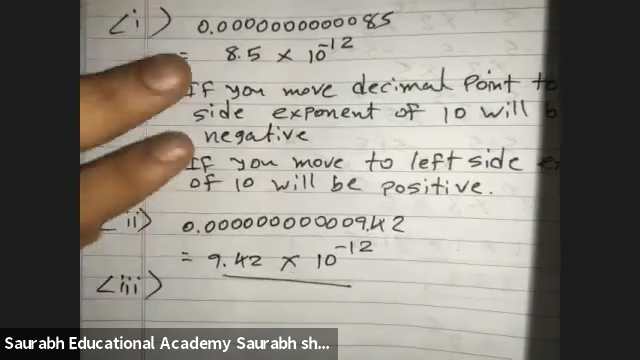 <i> 0.0000000000085
= 8.5 × 10^-12
If you move decimal point to
side exponent of 10 will b
negative
If you move to left side ex
of 10 will be positive.
<ii) 0.00000000000942
= 9.42 × 10^-12
<iii>
Saurabh Educational Academy Saurabh sh...